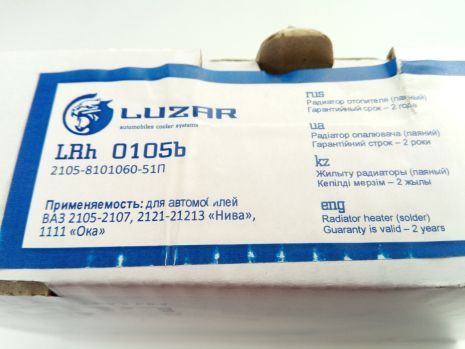 LUZAR
automobiles cooler systems
LRh 0105b
2105-8101060-51П
Применяемость: для автомобилей
ВАЗ 2105-2107, 2121-21213 «Нива»,
1111 «Ока»
rus
Радиатор отопителя (паяный)
Гарантийный срок – 2 года
ua
Радіатор опалювача (паяний)
Гарантійний строк – 2 роки
kz
Жилыту радиаторы (паяный)
Кепілді мерзім – 2 жылы
eng
Radiator heater (solder)
Guaranty is valid – 2 years